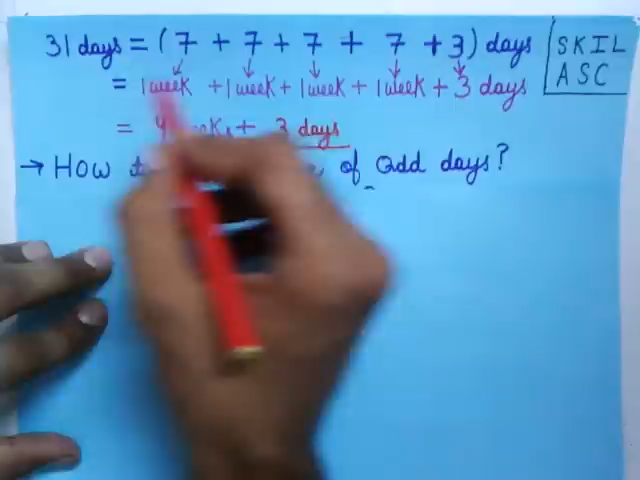 31 days = (7 + 7 + 7 + 7 + 3) days
= 1 week + 1 week + 1 week + 1 week + 3 days
= 4 + 3 days
→ How of odd days?
SKIL
ASC